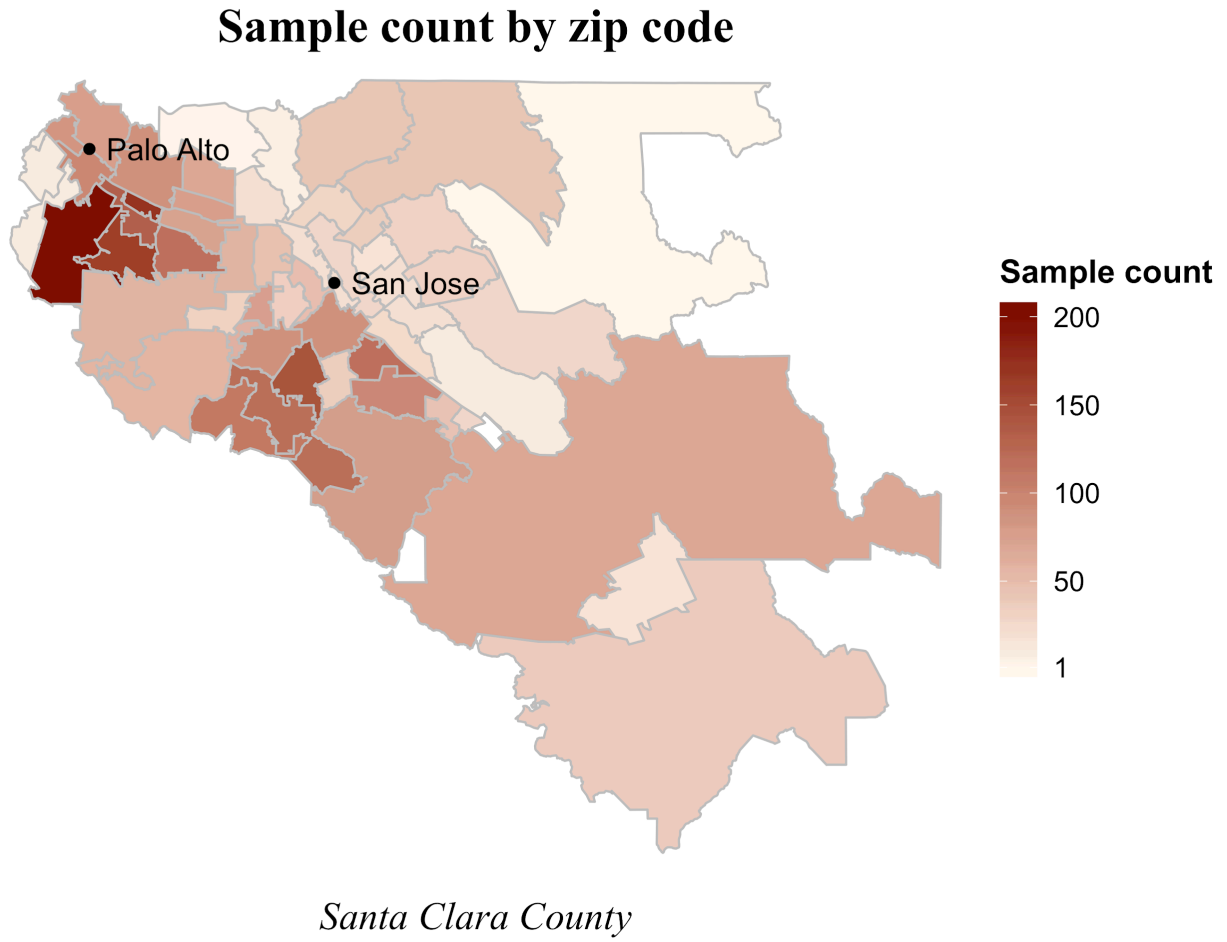 Sample count by zip code
Palo Alto
San Jose
Sample count
200
150
100
50
1
Santa Clara County